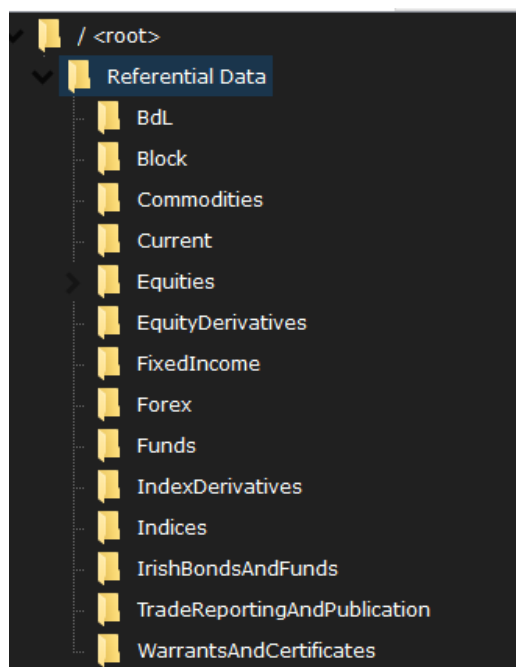 / <root>
Referential Data
BdL
Block
Commodities
Current
Equities
EquityDerivatives
FixedIncome
Forex
Funds
IndexDerivatives
Indices
IrishBondsAndFunds
TradeReportingAndPublication
WarrantsAndCertificates